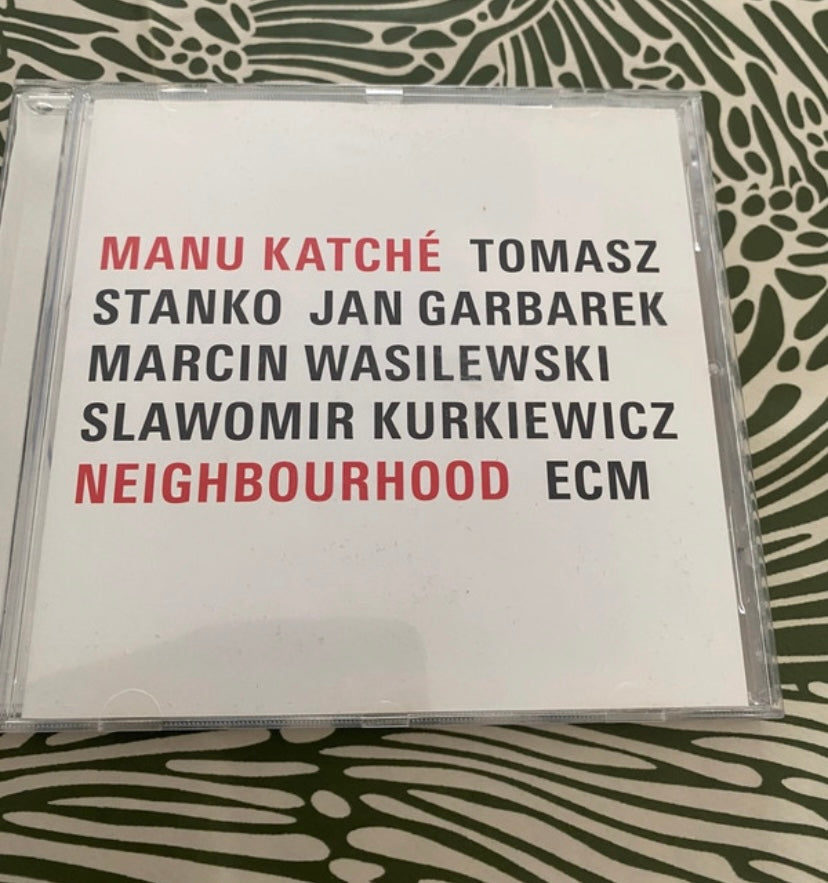 MANU KATCHÉ TOMASZ
STANKO JAN GARBAREK
MARCIN WASILEWSKI
SLAWOMIR KURKIEWICZ
NEIGHBOURHOOD ECM